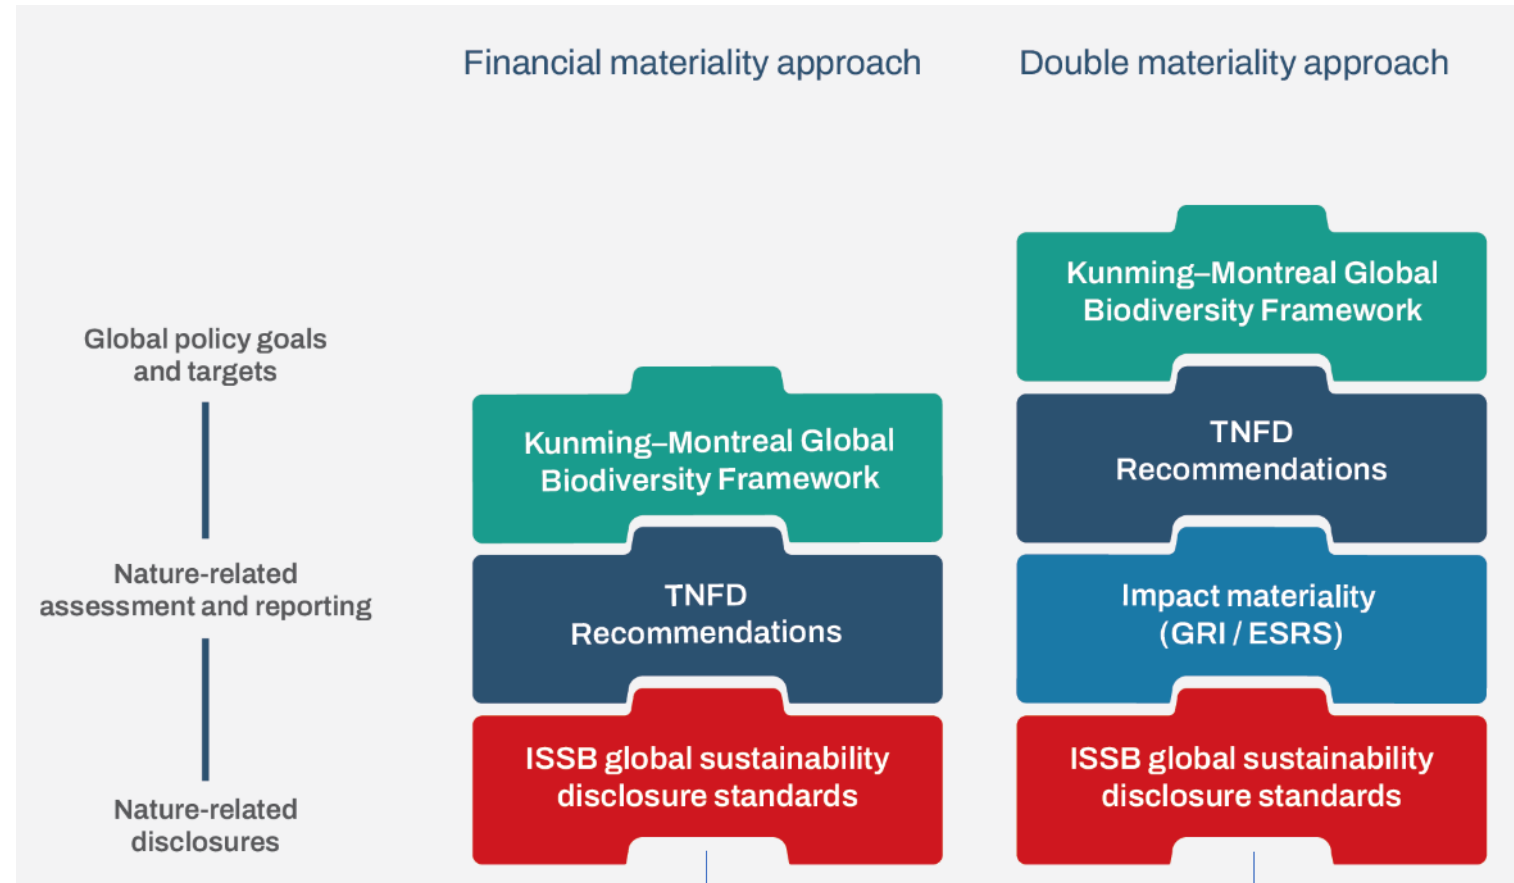 Financial materiality approach
Double materiality approach
Global policy goals
and targets
Nature-related
assessment and reporting
Nature-related
disclosures
Kunming–Montreal Global
Biodiversity Framework
TNFD
Recommendations
ISSB global sustainability
disclosure standards
Kunming–Montreal Global
Biodiversity Framework
TNFD
Recommendations
Impact materiality
(GRI / ESRS)
ISSB global sustainability
disclosure standards